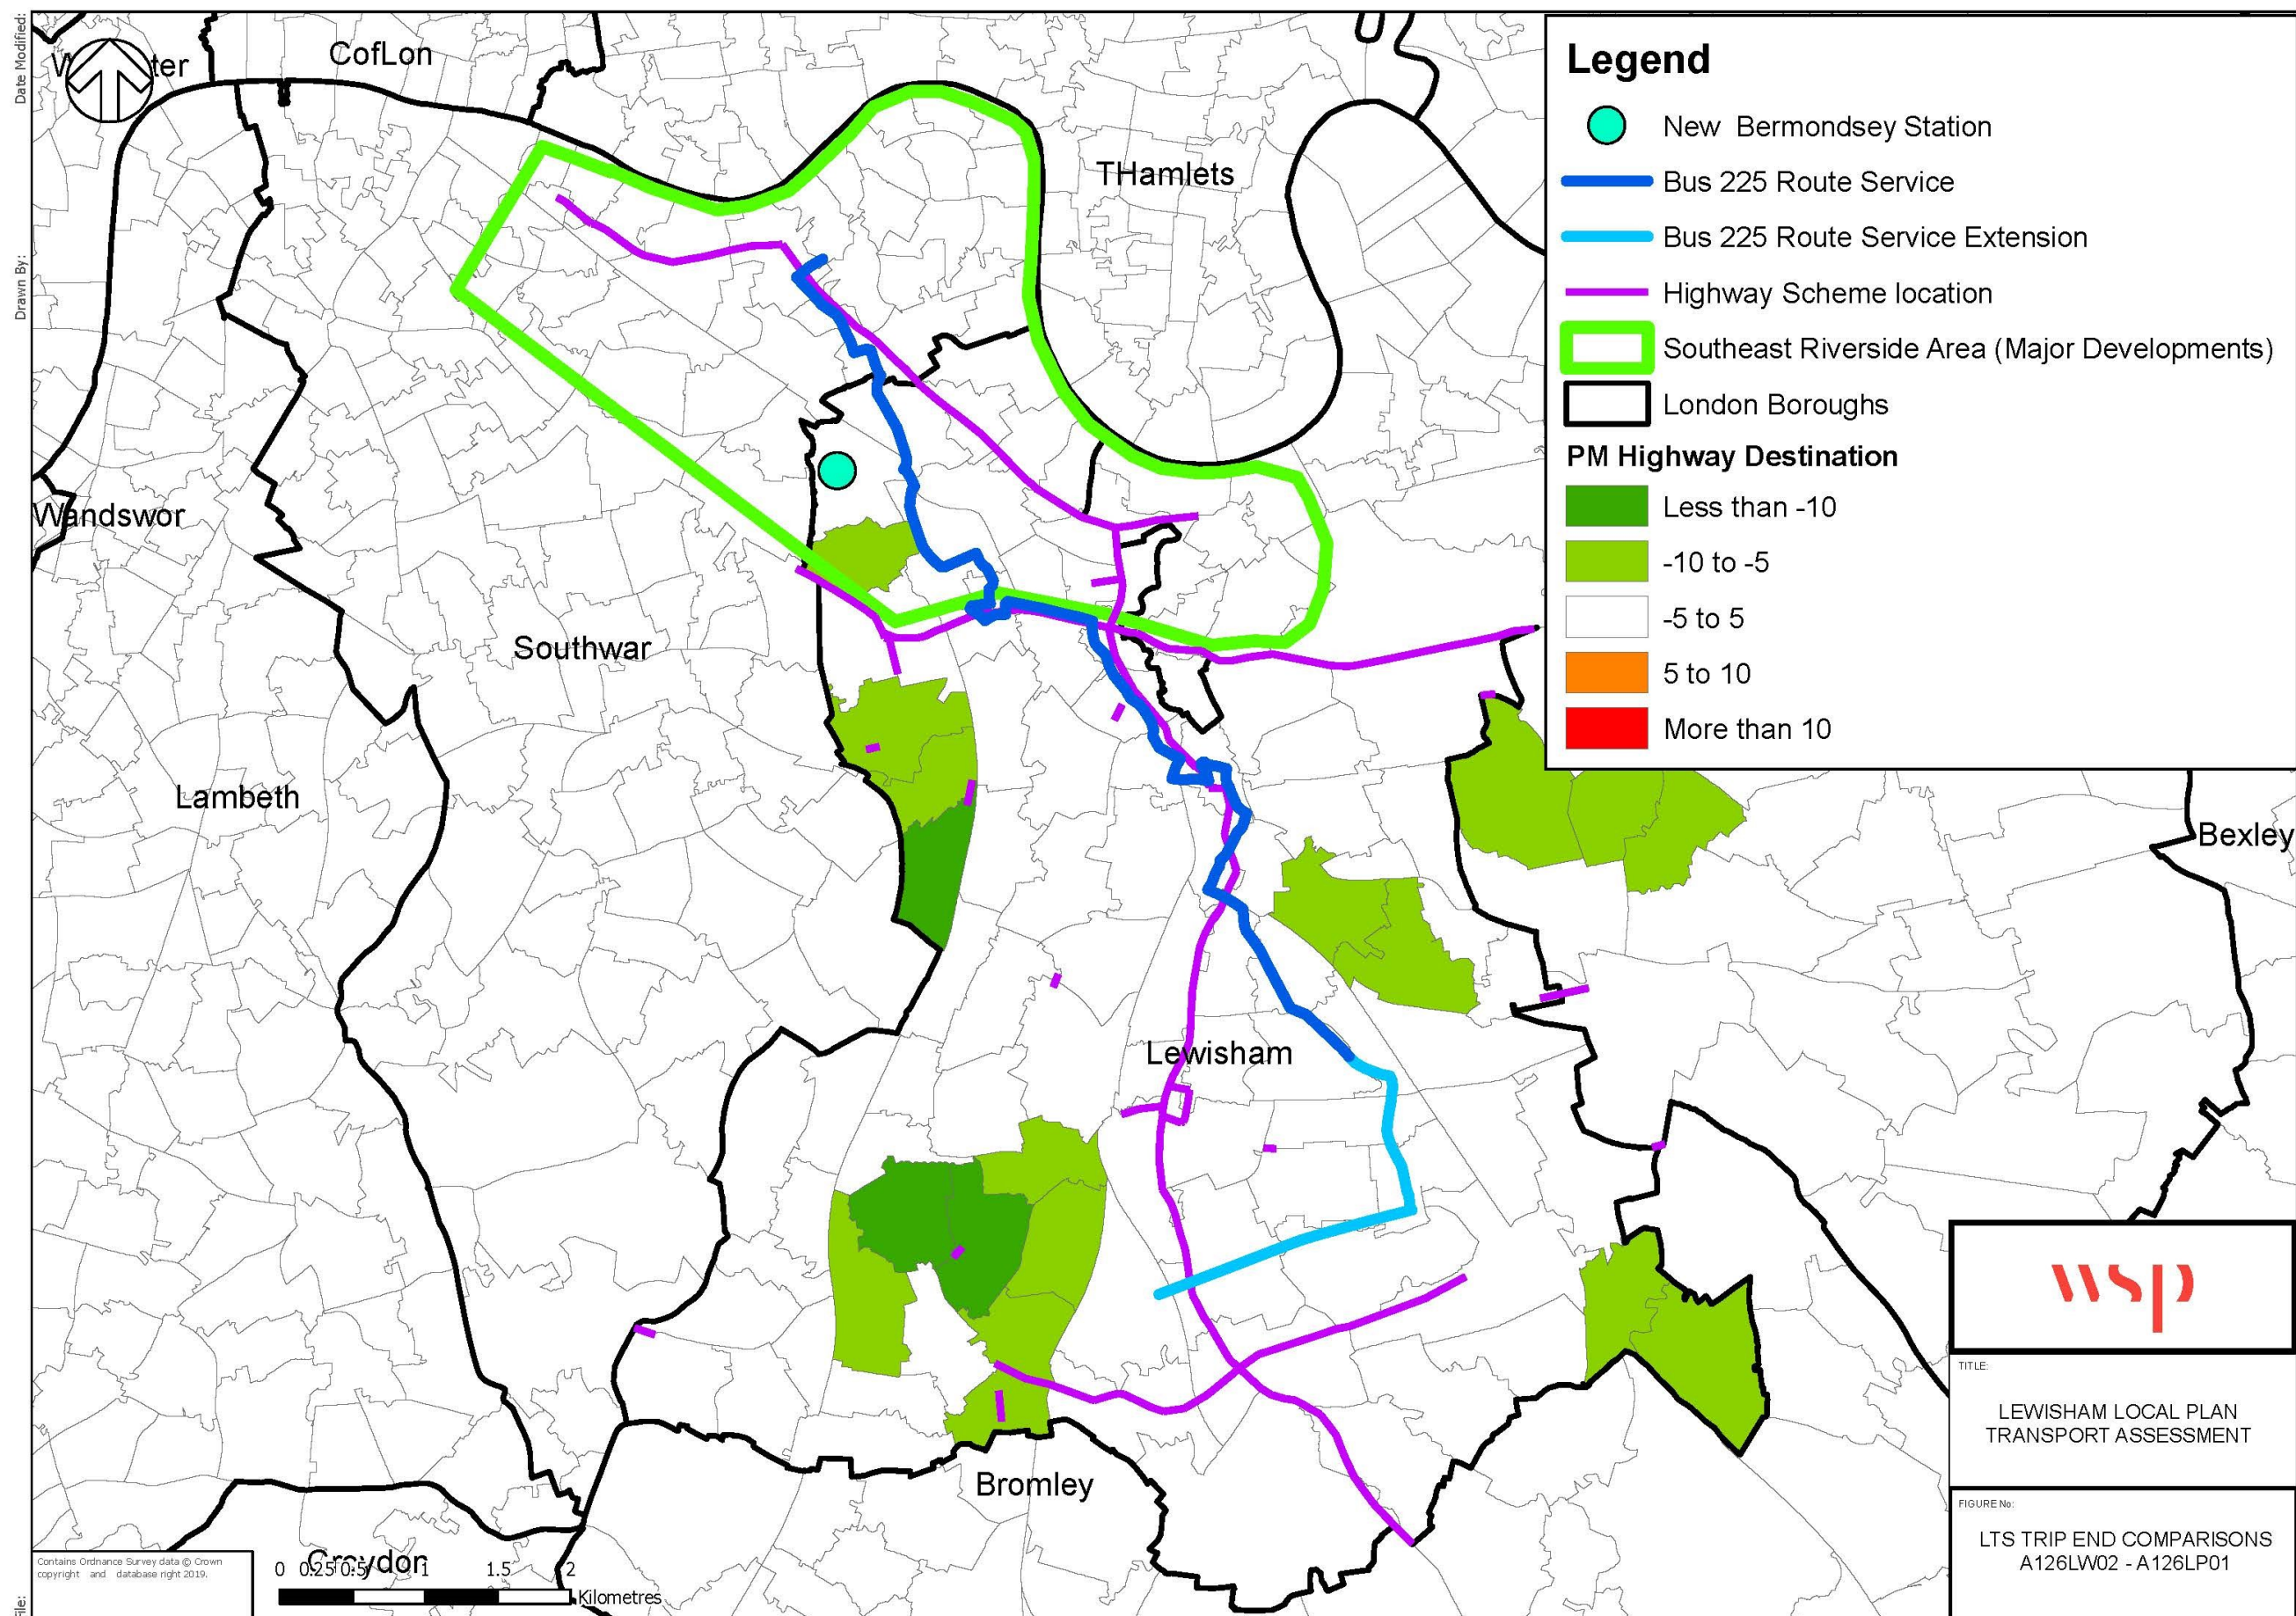 Date Modified:
Drawn By:
File:
W ter
CofLon
THamlets
Wandswor
Southwar
Lambeth
Lewisham
Bexley
Bromley
Croydon
Legend
New Bermondsey Station
Bus 225 Route Service
Bus 225 Route Service Extension
Highway Scheme location
Southeast Riverside Area (Major Developments)
London Boroughs
PM Highway Destination
Less than -10
-10 to -5
-5 to 5
5 to 10
More than 10
Contains Ordnance Survey data © Crown
copyright and database right 2019.
0 0.25 0.5 1 1.5 2
Kilometres
wsp
TITLE:
LEWISHAM LOCAL PLAN
TRANSPORT ASSESSMENT
FIGURE No:
LTS TRIP END COMPARISONS
A126LW02 - A126LP01